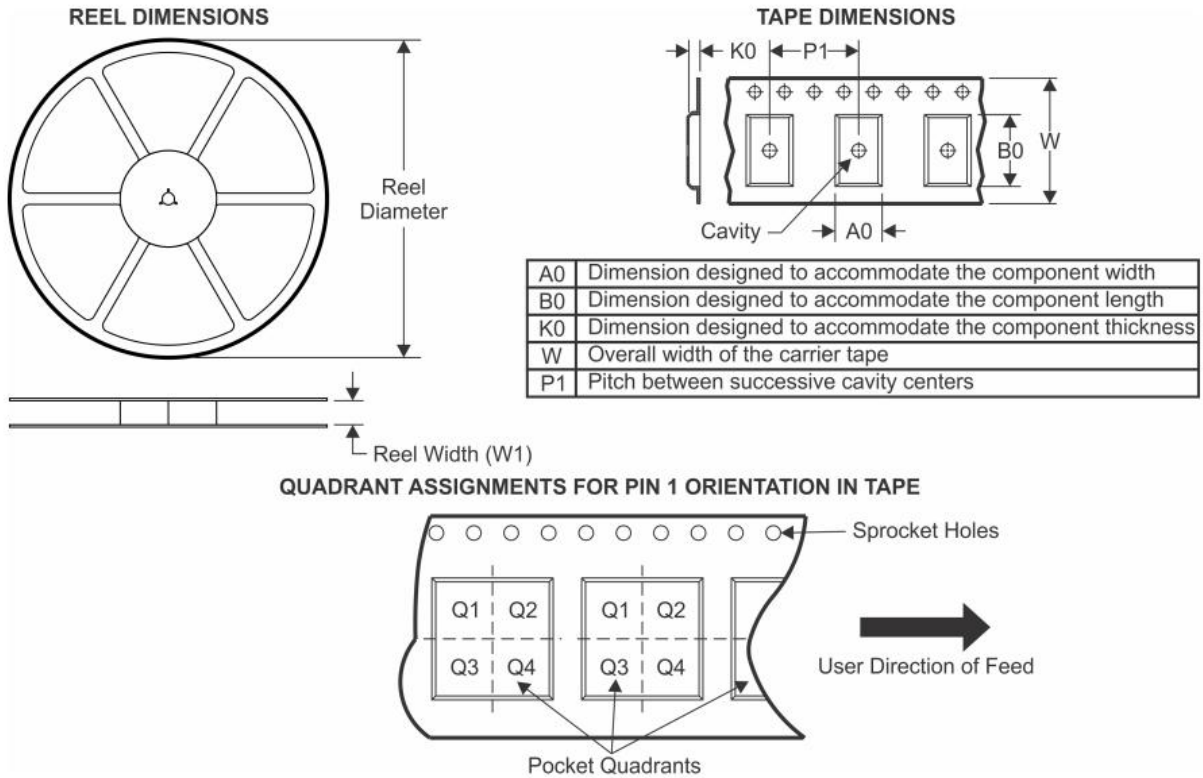 REEL DIMENSIONS
Reel
Diameter
Reel Width (W1)
TAPE DIMENSIONS
K0
P1
B0
W
Cavity
A0
A0 Dimension designed to accommodate the component width
B0 Dimension designed to accommodate the component length
K0 Dimension designed to accommodate the component thickness
W Overall width of the carrier tape
P1 Pitch between successive cavity centers
QUADRANT ASSIGNMENTS FOR PIN 1 ORIENTATION IN TAPE
Sprocket Holes
Q1 Q2 Q1 Q2
Q3 Q4 Q3 Q4
User Direction of Feed
Pocket Quadrants